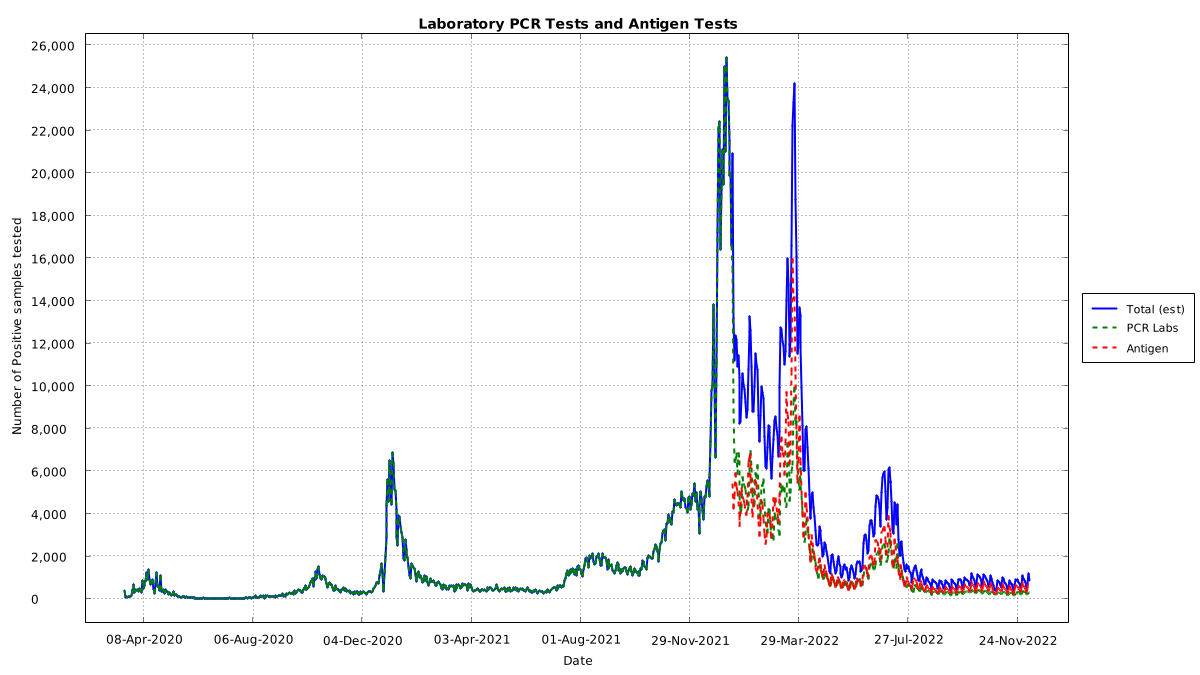 Laboratory PCR Tests and Antigen Tests
26,000
24,000
22,000
20,000
18,000
16,000
14,000
12,000
10,000
8,000
6,000
4,000
2,000
0
Number of Positive samples tested
08-Apr-2020
06-Aug-2020
04-Dec-2020
03-Apr-2021
01-Aug-2021
29-Nov-2021
29-Mar-2022
27-Jul-2022
24-Nov-2022
Date
Total (est)
PCR Labs
Antigen